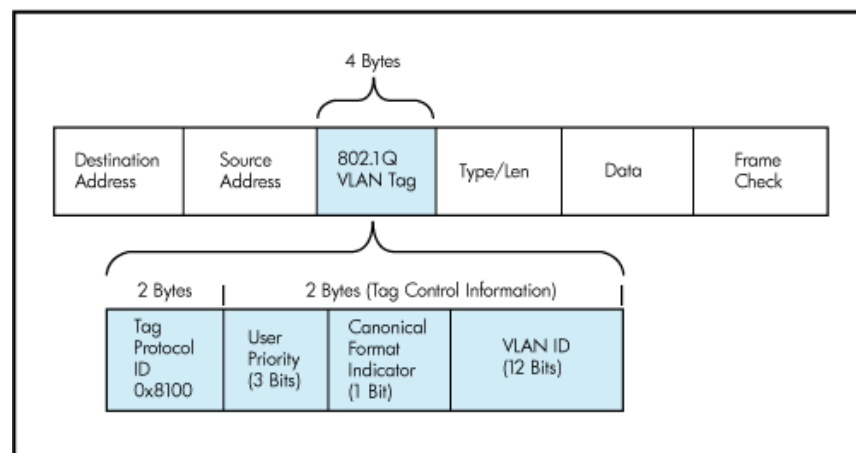 4 Bytes
Destination
Address
Source
Address
802.1Q
VLAN Tag
Type/Len
Data
Frame
Check
2 Bytes
2 Bytes (Tag Control Information)
Tag
Protocol
ID
0x8100
User
Priority
(3 Bits)
Canonical
Format
Indicator
(1 Bit)
VLAN ID
(12 Bits)